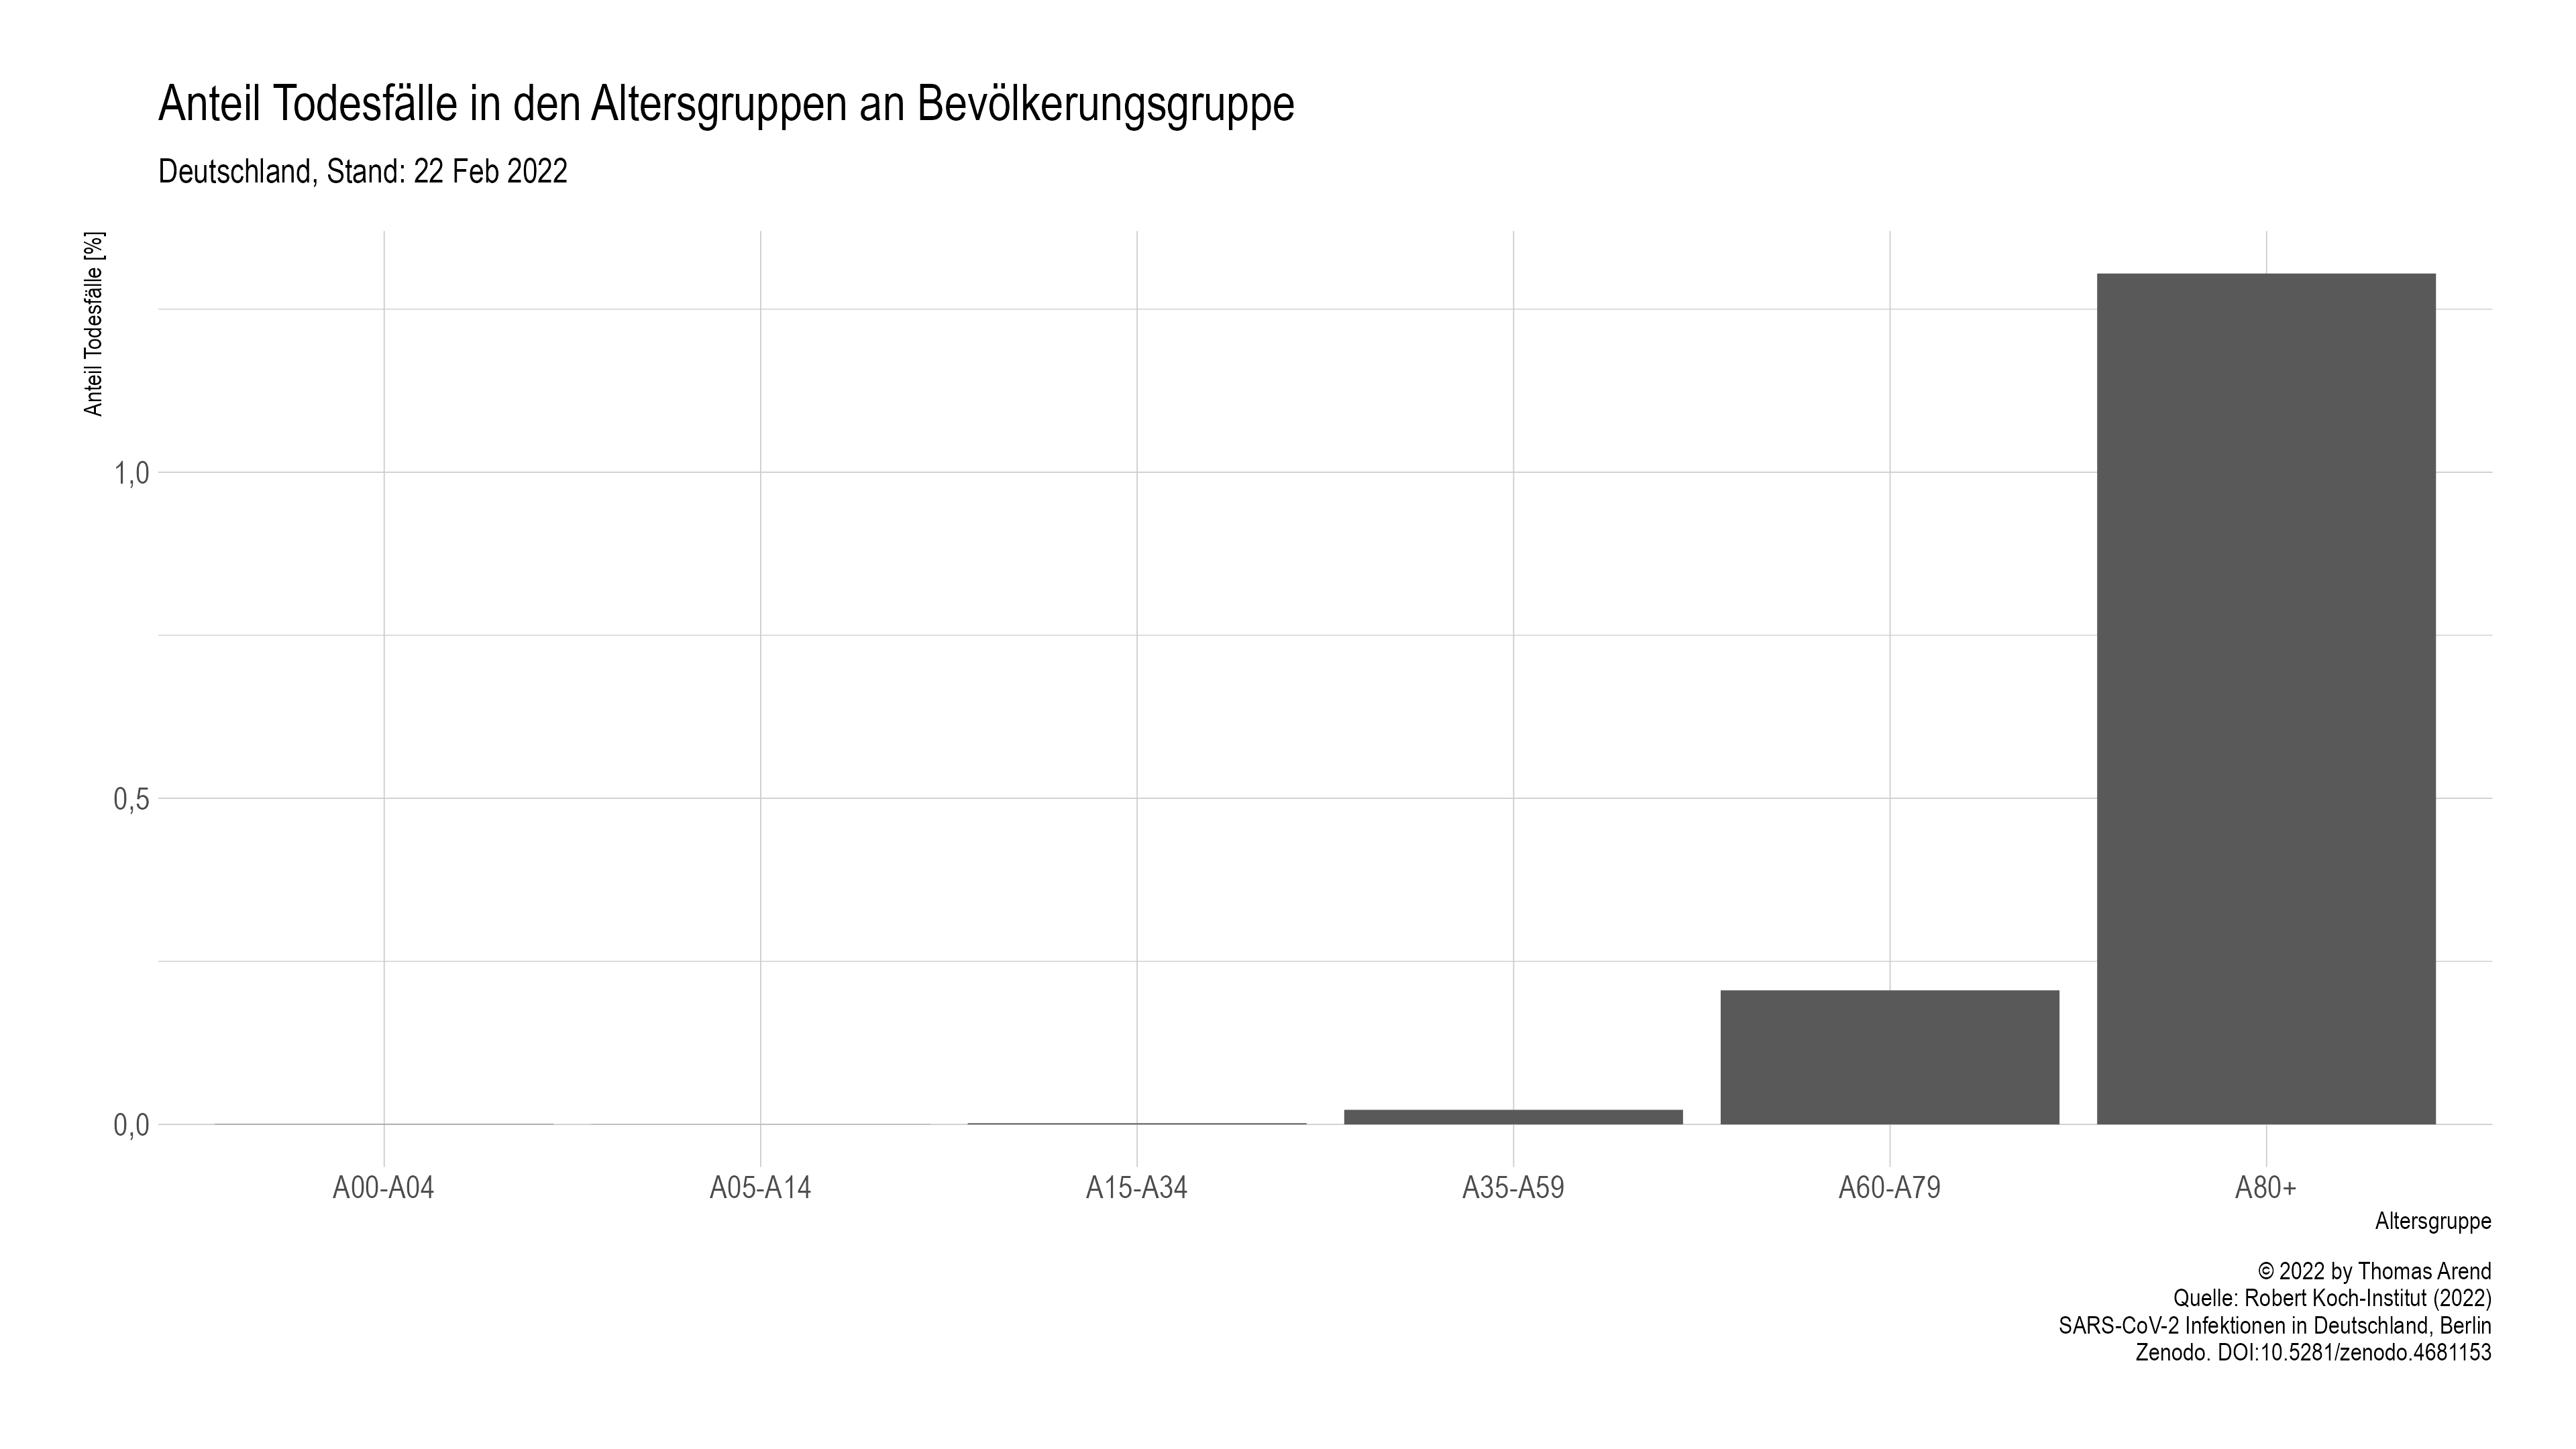 Anteil Todesfälle in den Altersgruppen an Bevölkerungsgruppe
Deutschland, Stand: 22 Feb 2022
Anteil Todesfälle [%]
1,0
0,5
0,0
A00-A04
A05-A14
A15-A34
A35-A59
A60-A79
A80+
Altersgruppe
© 2022 by Thomas Arend
Quelle: Robert Koch-Institut (2022)
SARS-CoV-2 Infektionen in Deutschland, Berlin
Zenodo. DOI:10.5281/zenodo.4681153